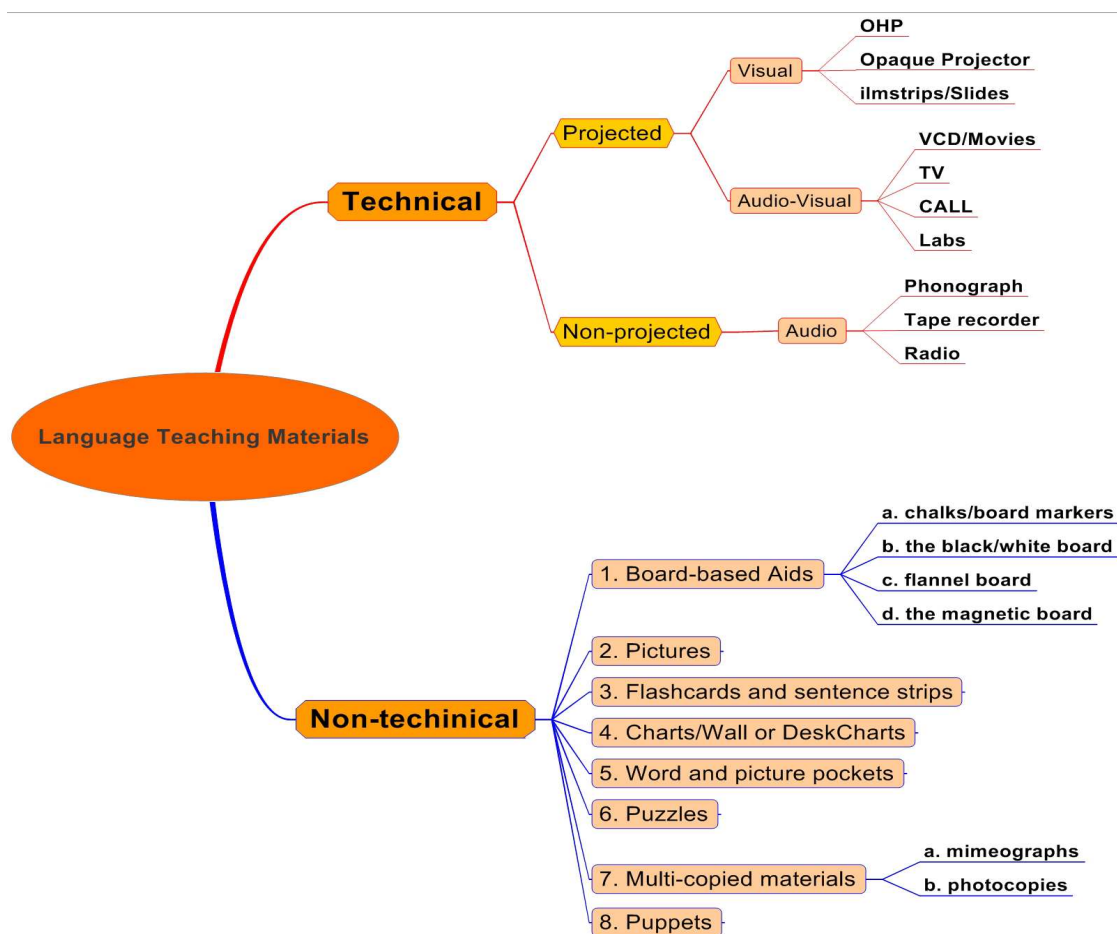 Language Teaching Materials
Technical
Projected
Visual
OHP
Opaque Projector
ilmstrips/Slides
Audio-Visual
VCD/Movies
TV
CALL
Labs
Non-projected
Audio
Phonograph
Tape recorder
Radio
Non-techinical
1. Board-based Aids
a. chalks/board markers
b. the black/white board
c. flannel board
d. the magnetic board
2. Pictures
3. Flashcards and sentence strips
4. Charts/Wall or DeskCharts
5. Word and picture pockets
6. Puzzles
7. Multi-copied materials
a. mimeographs
b. photocopies
8. Puppets